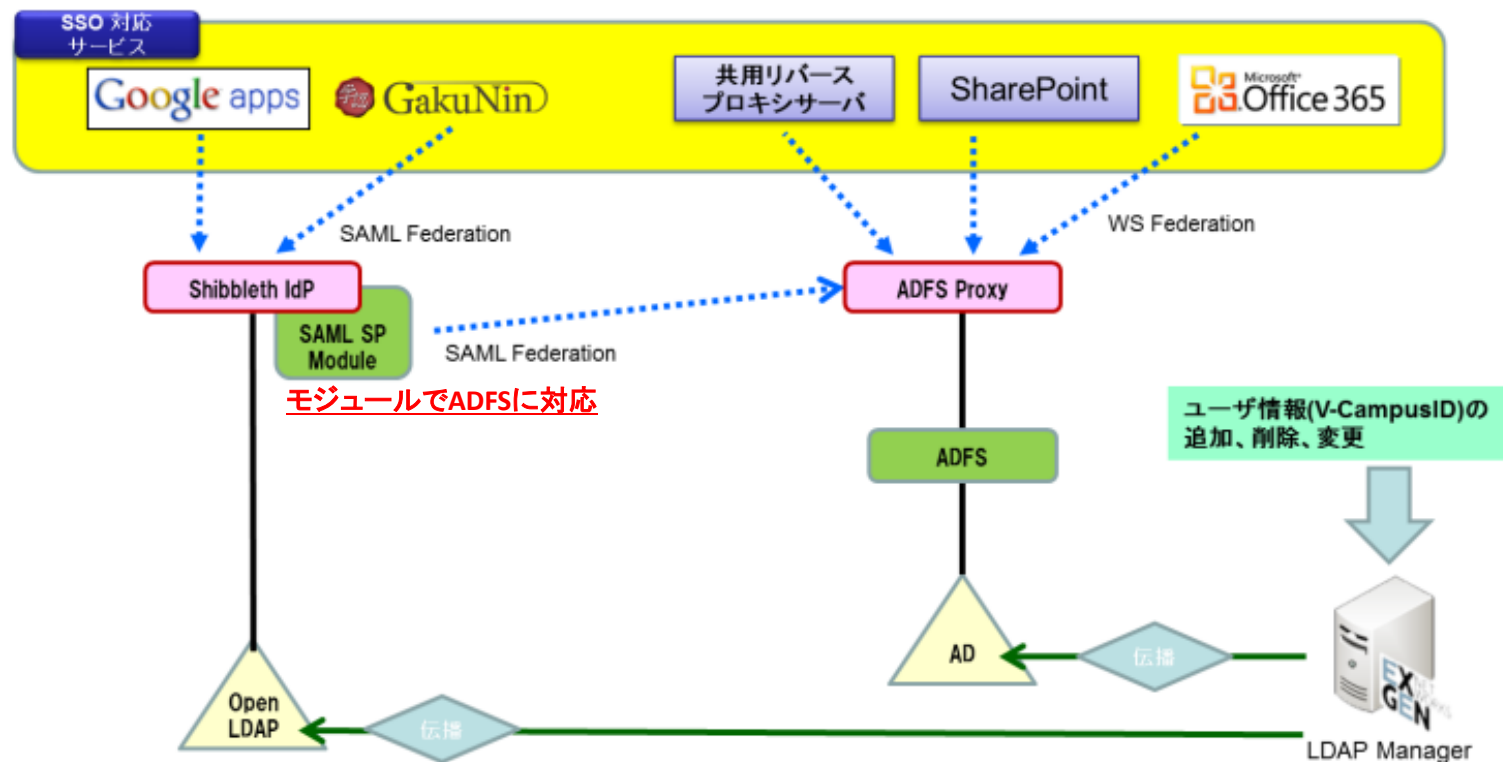 SSO 対応
サービス
Google apps
学認
GakuNin
共用リバース
プロキシサーバ
SharePoint
Microsoft
Office 365
SAML Federation
WS Federation
Shibbleth IdP
ADFS Proxy
SAML SP
Module
SAML Federation
モジュールでADFSに対応
ユーザ情報(V-CampusID)の
追加、削除、変更
ADFS
AD
伝播
Open
LDAP
伝播
EX
GEN
LDAP Manager